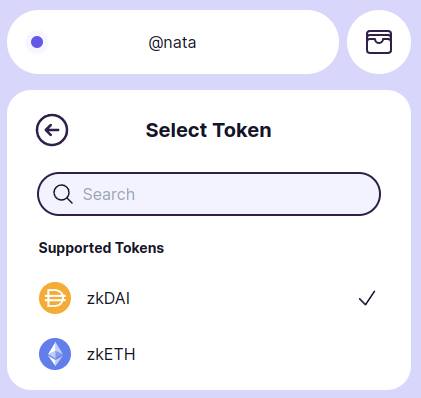 @nata
Select Token
Search
Supported Tokens
zkDAI
zkETH